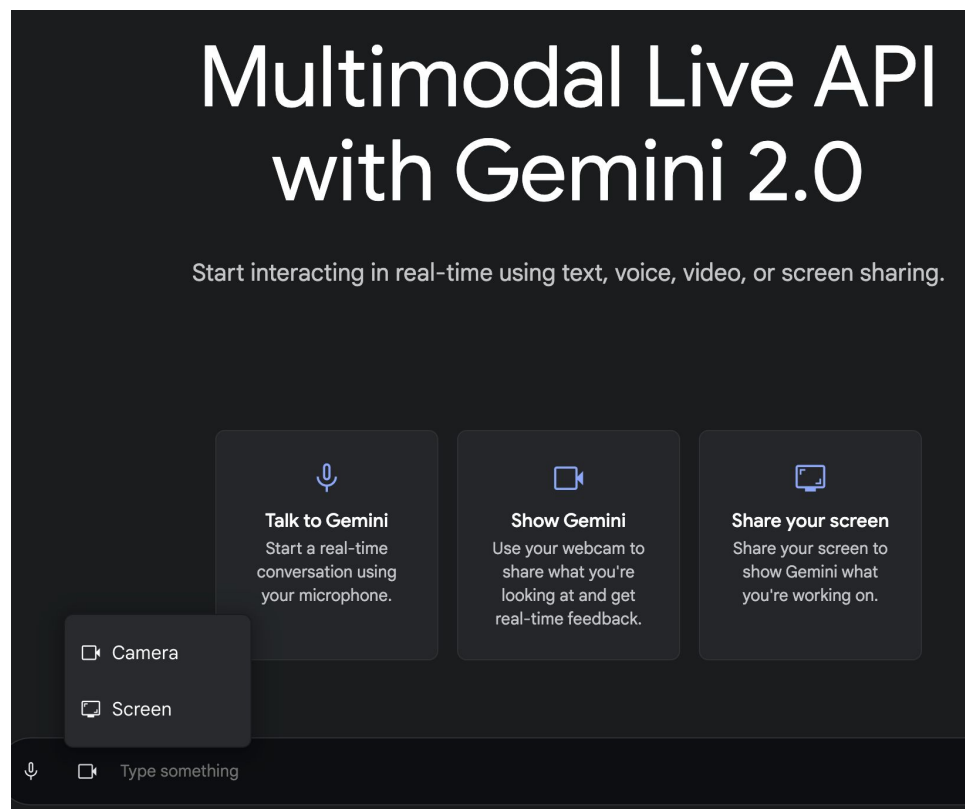 Multimodal Live API
with Gemini 2.0
Start interacting in real-time using text, voice, video, or screen sharing.
Talk to Gemini
Start a real-time
conversation using
your microphone.
Show Gemini
Use your webcam to
share what you're
looking at and get
real-time feedback.
Share your screen
Share your screen to
show Gemini what
you're working on.
Camera
Screen
Type something